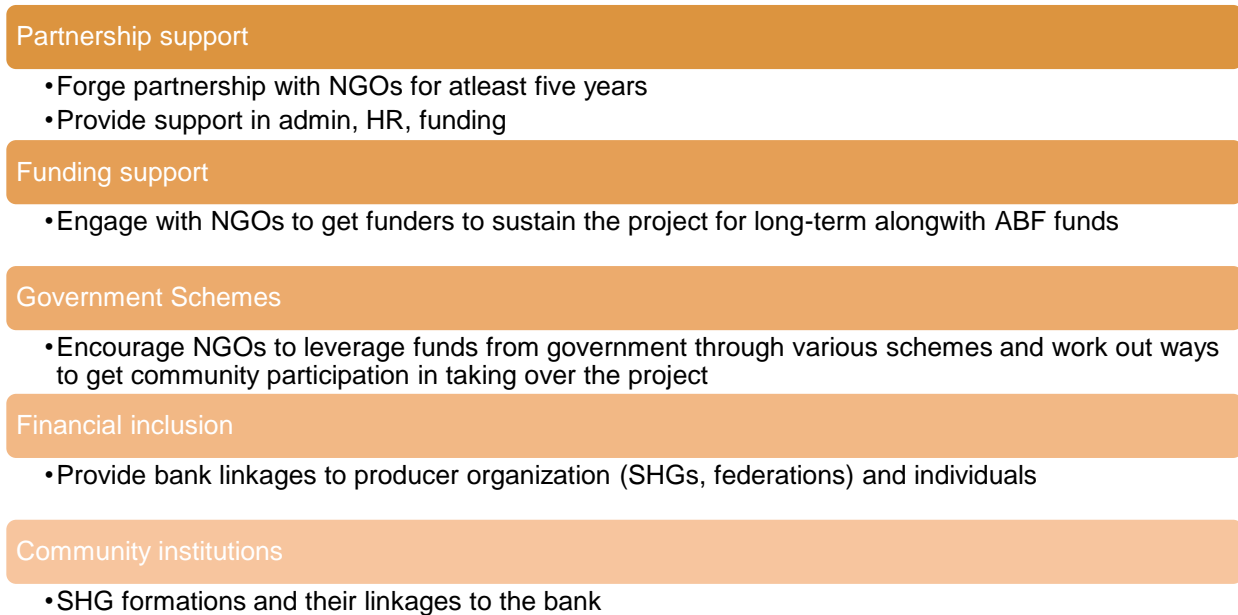 Partnership support
•Forge partnership with NGOs for atleast five years
•Provide support in admin, HR, funding
Funding support
•Engage with NGOs to get funders to sustain the project for long-term alongwith ABF funds
Government Schemes
•Encourage NGOs to leverage funds from government through various schemes and work out ways
to get community participation in taking over the project
Financial inclusion
•Provide bank linkages to producer organization (SHGs, federations) and individuals
Community institutions
•SHG formations and their linkages to the bank